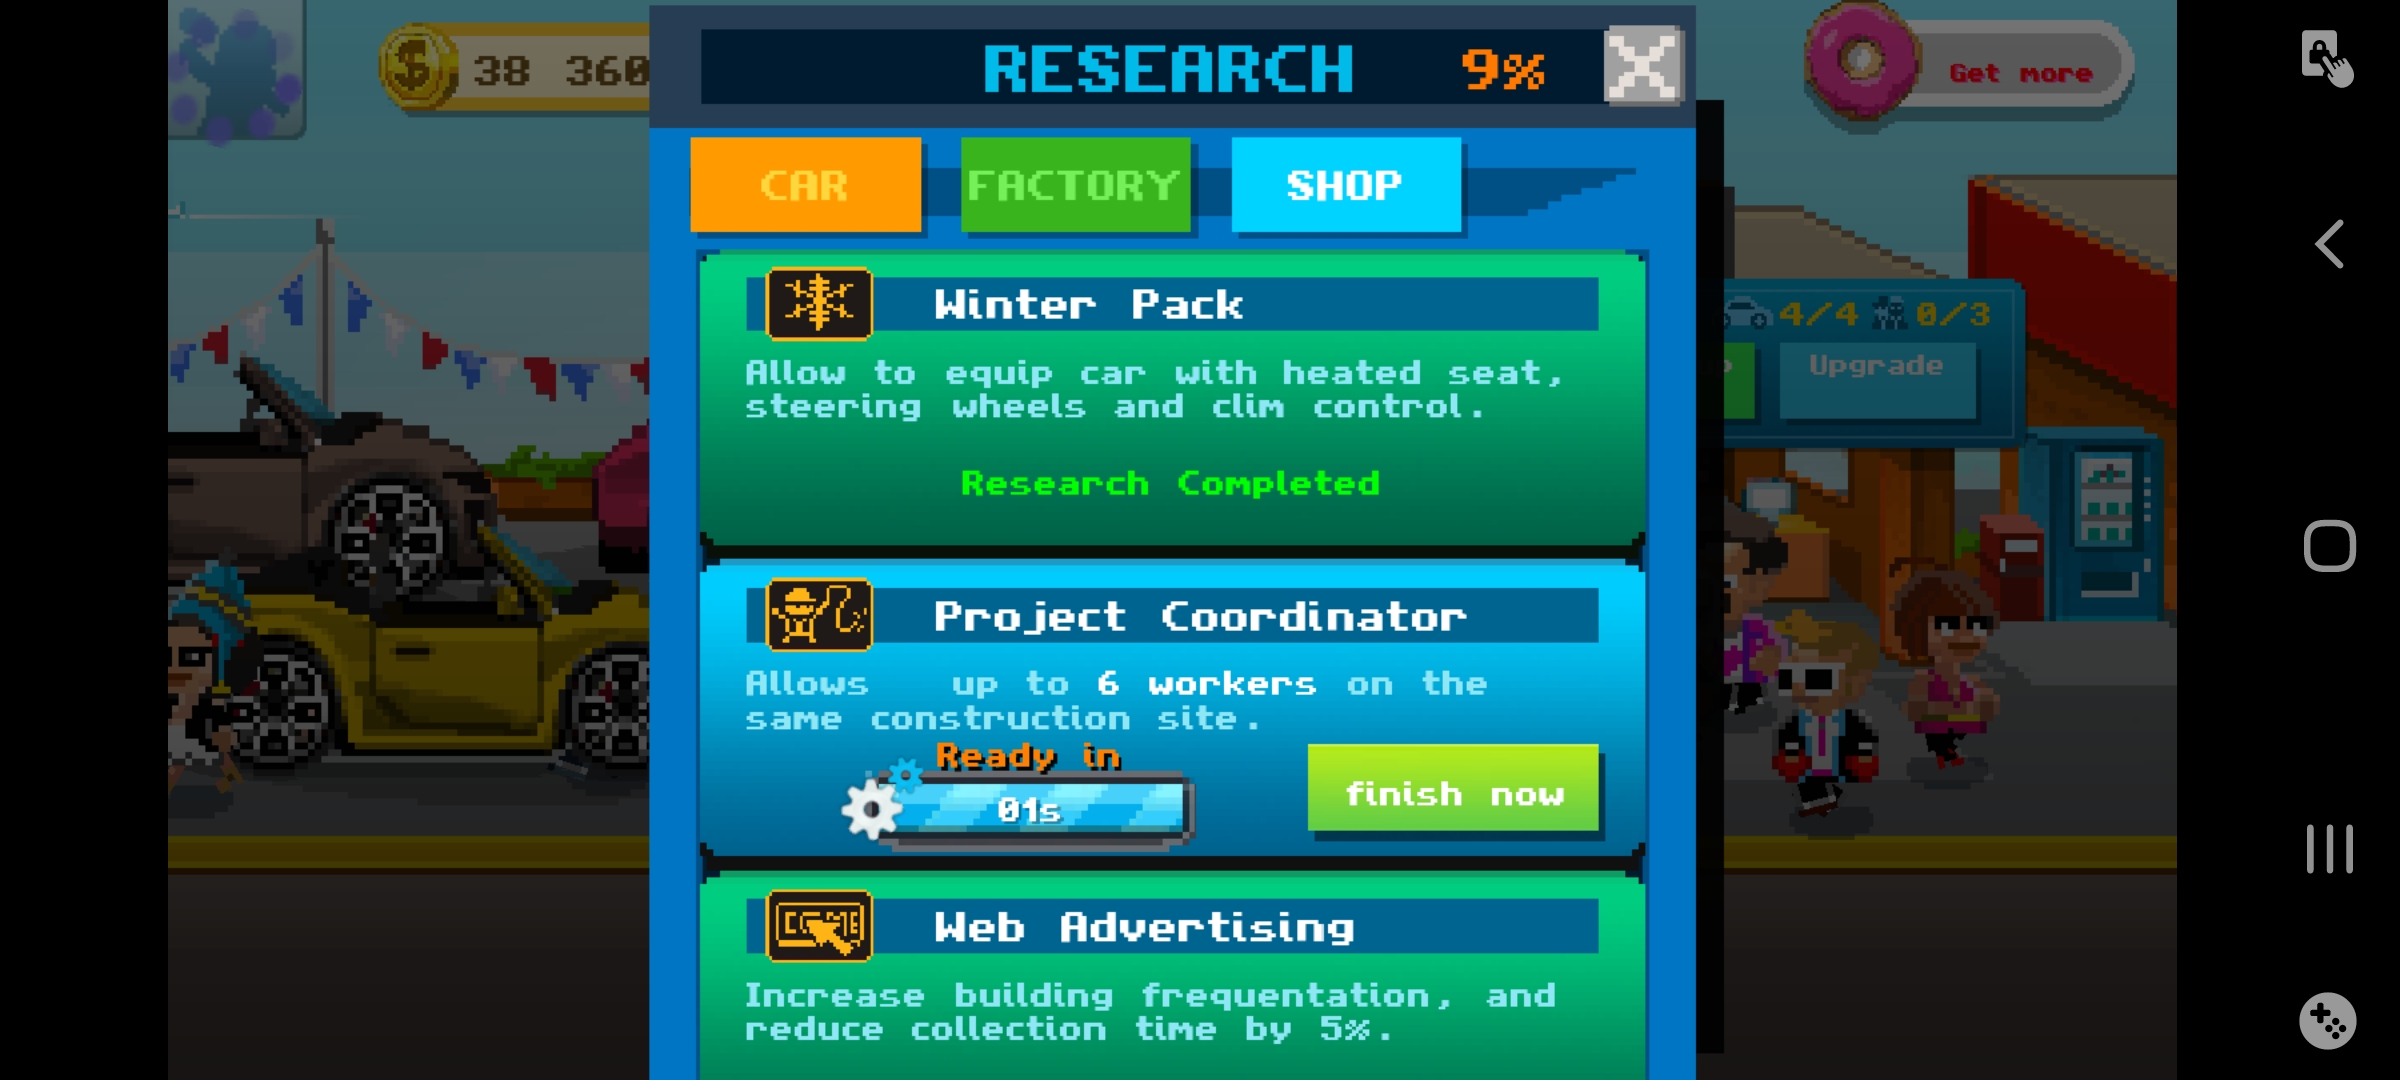 38 360
RESEARCH 9%
Get more
CAR FACTORY SHOP
Winter Pack
Allow to equip car with heated seat,
steering wheels and clim control.
Research Completed
4/4 0/3
Upgrade
Project Coordinator
Allows up to 6 workers on the
same construction site.
Ready in
01s
finish now
Web Advertising
Increase building frequentation, and
reduce collection time by 5%.